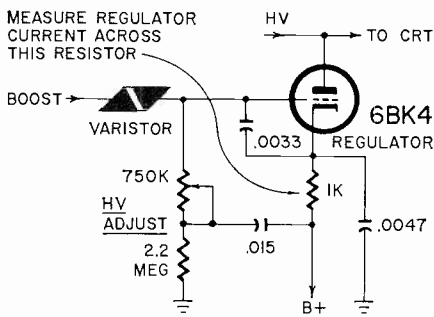 MEASURE REGULATOR
CURRENT ACROSS
THIS RESISTOR
HV
TO CRT
BOOST
VARISTOR
6BK4
REGULATOR
.0033
750K
1K
HV
ADJUST
.015
.0047
2.2
MEG
B+